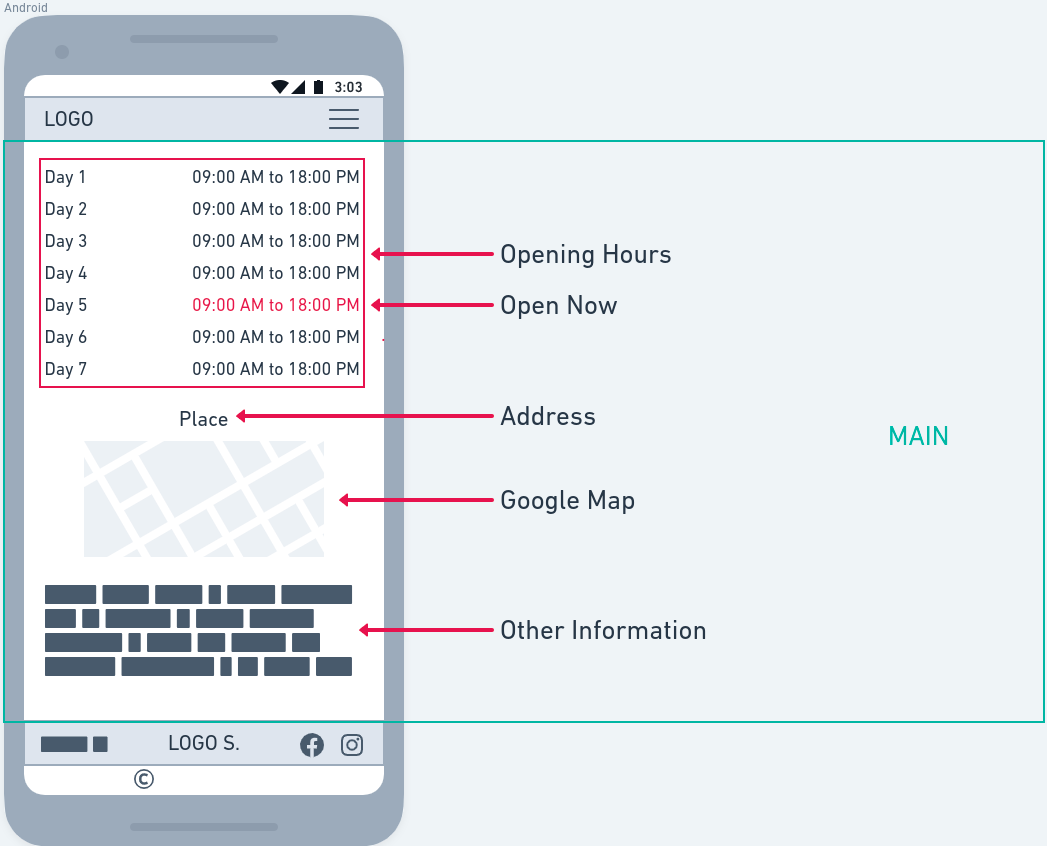 Android
3:03
LOGO
Day 1 09:00 AM to 18:00 PM
Day 2 09:00 AM to 18:00 PM
Day 3 09:00 AM to 18:00 PM
Day 4 09:00 AM to 18:00 PM
Day 5 09:00 AM to 18:00 PM
Day 6 09:00 AM to 18:00 PM
Day 7 09:00 AM to 18:00 PM
Opening Hours
Open Now
Place
Address
MAIN
Google Map
Other Information
LOGO S.
©